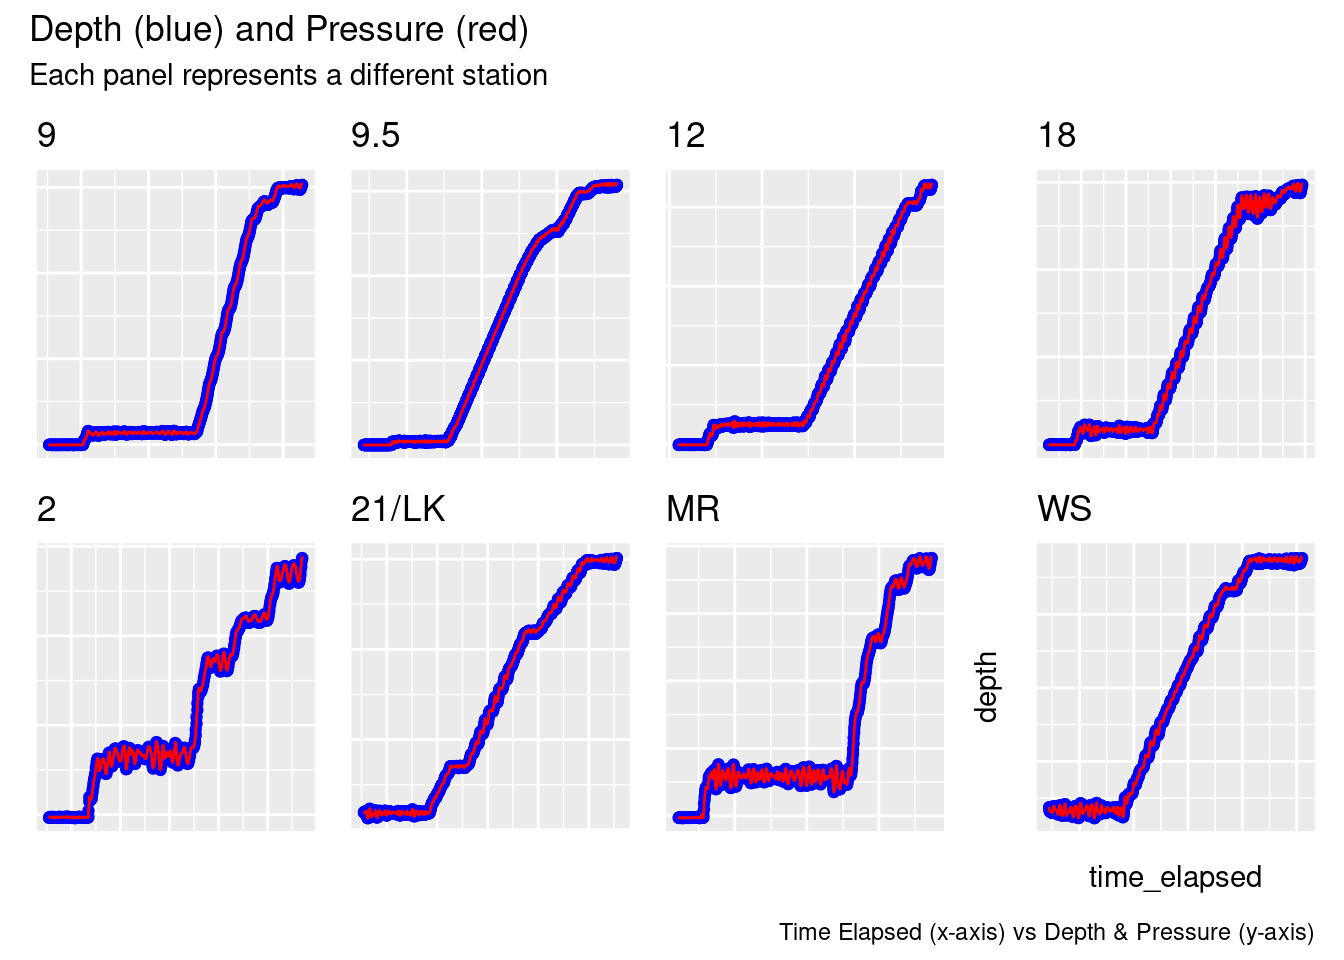 Depth (blue) and Pressure (red)
Each panel represents a different station
9
9.5
12
18
2
21/LK
MR
WS
depth
time_elapsed
Time Elapsed (x-axis) vs Depth & Pressure (y-axis)